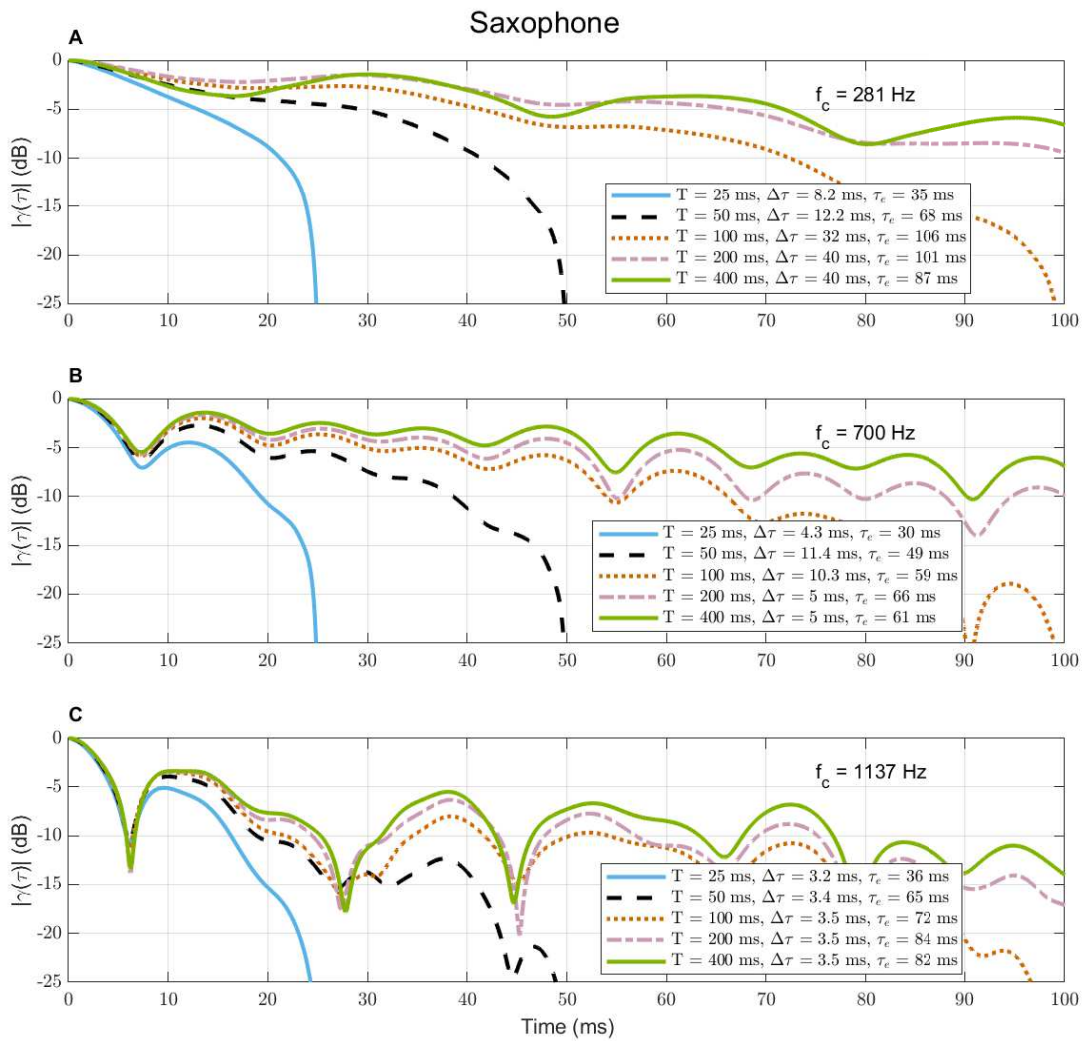 Saxophone
A
0
-5
-10
-15
-20
-25
|γ(τ)| (dB)
f_c = 281 Hz
T = 25 ms, Δτ = 8.2 ms, τ_e = 35 ms
T = 50 ms, Δτ = 12.2 ms, τ_e = 68 ms
T = 100 ms, Δτ = 32 ms, τ_e = 106 ms
T = 200 ms, Δτ = 40 ms, τ_e = 101 ms
T = 400 ms, Δτ = 40 ms, τ_e = 87 ms
0 10 20 30 40 50 60 70 80 90 100
B
0
-5
-10
-15
-20
-25
|γ(τ)| (dB)
f_c = 700 Hz
T = 25 ms, Δτ = 4.3 ms, τ_e = 30 ms
T = 50 ms, Δτ = 11.4 ms, τ_e = 49 ms
T = 100 ms, Δτ = 10.3 ms, τ_e = 59 ms
T = 200 ms, Δτ = 5 ms, τ_e = 66 ms
T = 400 ms, Δτ = 5 ms, τ_e = 61 ms
0 10 20 30 40 50 60 70 80 90 100
C
0
-5
-10
-15
-20
-25
|γ(τ)| (dB)
f_c = 1137 Hz
T = 25 ms, Δτ = 3.2 ms, τ_e = 36 ms
T = 50 ms, Δτ = 3.4 ms, τ_e = 65 ms
T = 100 ms, Δτ = 3.5 ms, τ_e = 72 ms
T = 200 ms, Δτ = 3.5 ms, τ_e = 84 ms
T = 400 ms, Δτ = 3.5 ms, τ_e = 82 ms
0 10 20 30 40 50 60 70 80 90 100
Time (ms)